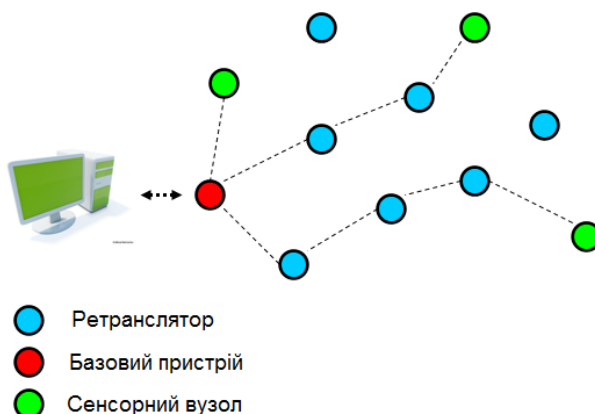 Ретранслятор
Базовий пристрій
Сенсорний вузол